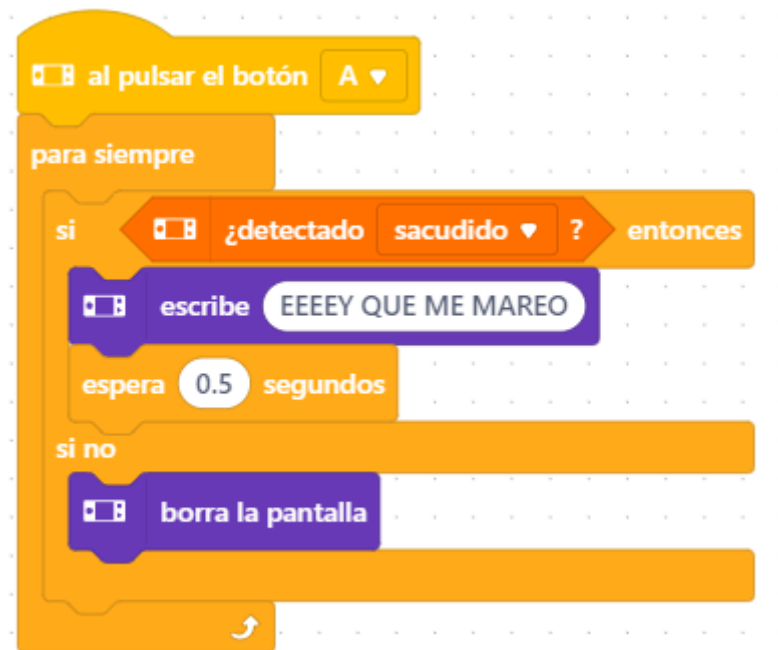 al pulsar el botón A
para siempre
si ¿detectado sacudido ? entonces
escribe EEEEY QUE ME MAREO
espera 0.5 segundos
si no
borra la pantalla